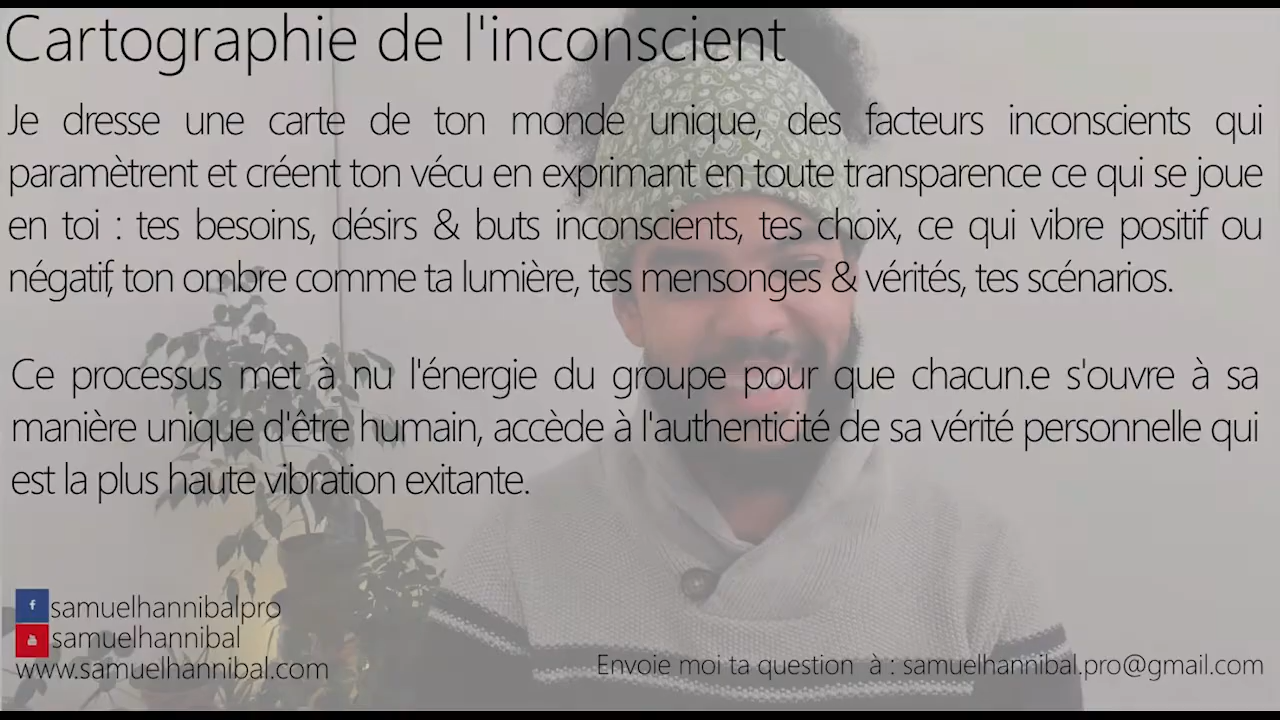 Cartographie de l'inconscient
Je dresse une carte de ton monde unique, des facteurs inconscients qui
paramètrent et créent ton vécu en exprimant en toute transparence ce qui se joue
en toi : tes besoins, désirs & buts inconscients, tes choix, ce qui vibre positif ou
négatif, ton ombre comme ta lumière, tes mensonges & vérités, tes scénarios.
Ce processus met à nu l'énergie du groupe pour que chacun.e s'ouvre à sa
manière unique d'être humain, accède à l'authenticité de sa vérité personnelle qui
est la plus haute vibration exitante.
f samuelhannibalpro
samuelhannibal
www.samuelhannibal.com
Envoie moi ta question à : samuelhannibal.pro@gmail.com